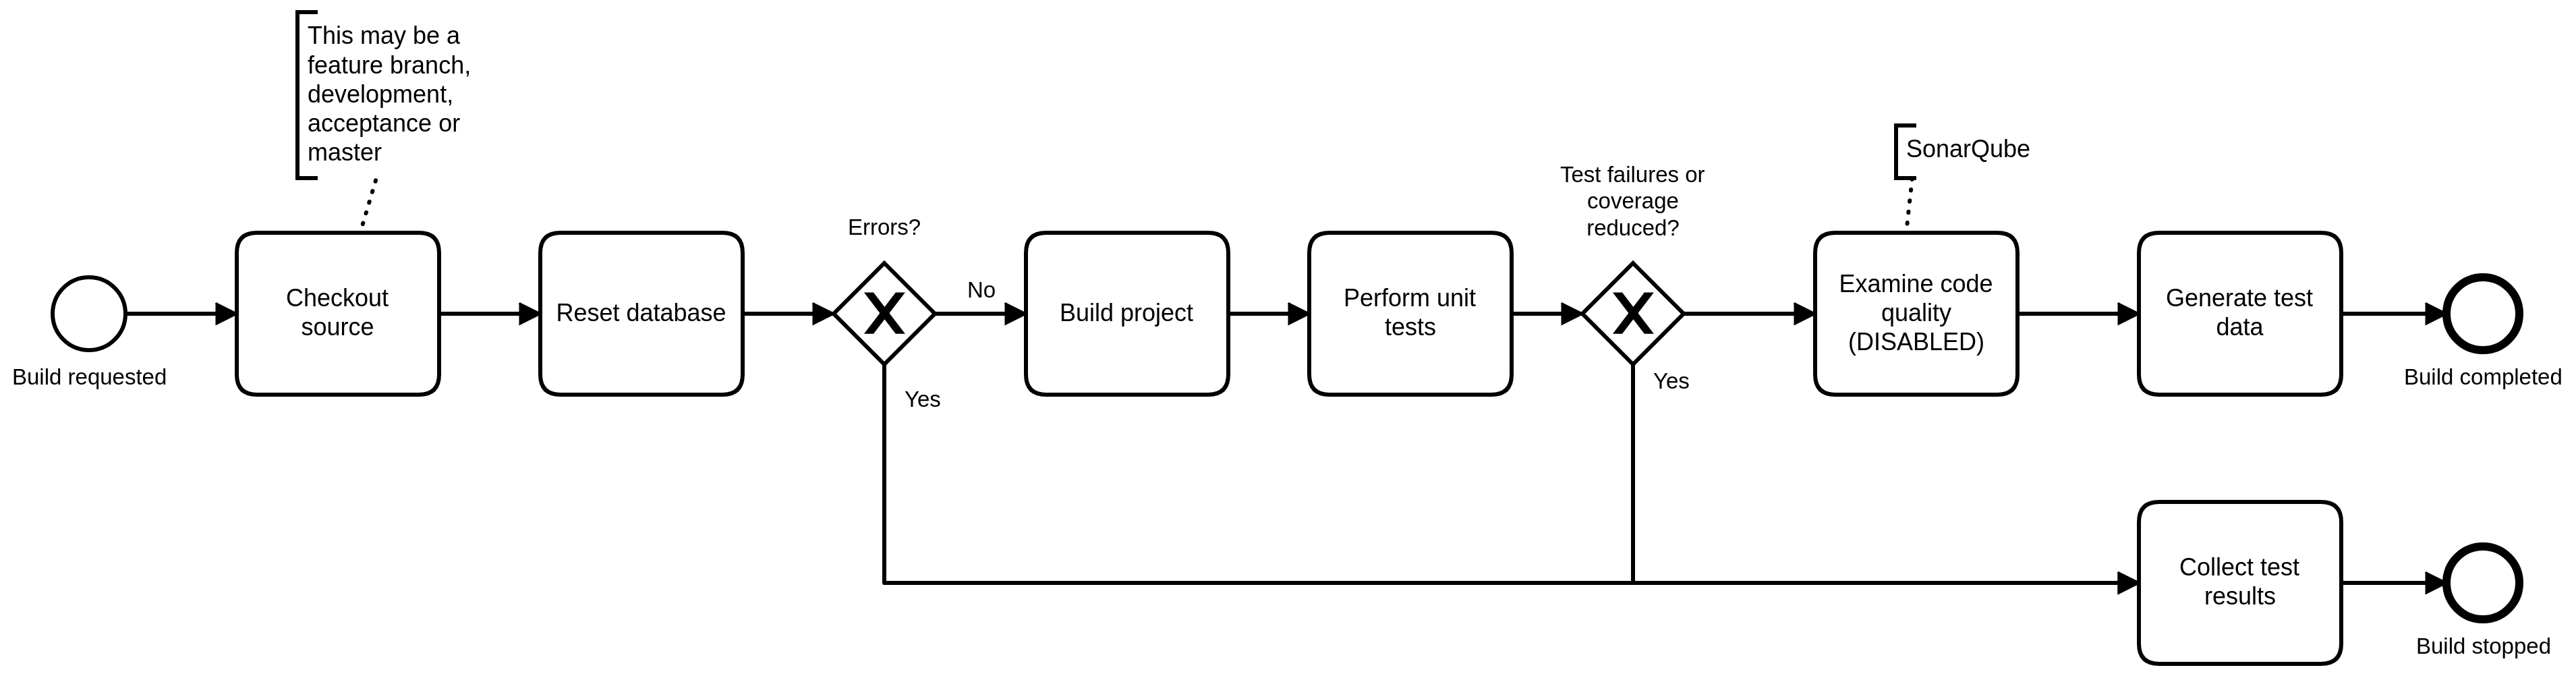 This may be a
feature branch,
development,
acceptance or
master
SonarQube
Test failures or
coverage
reduced?
Errors?
Build requested
Checkout
source
Reset database
No
Yes
Build project
Perform unit
tests
Yes
Examine code
quality
(DISABLED)
Generate test
data
Build completed
Collect test
results
Build stopped